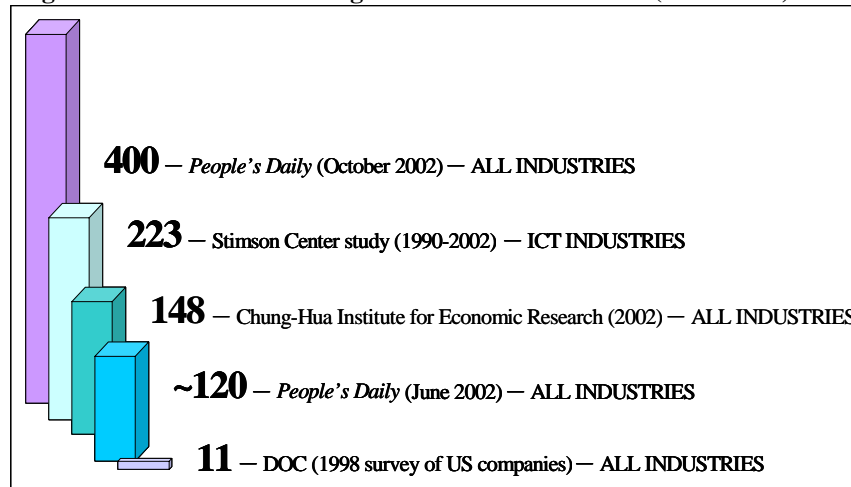 400 — People's Daily (October 2002) — ALL INDUSTRIES
223 — Stimson Center study (1990-2002) — ICT INDUSTRIES
148 — Chung-Hua Institute for Economic Research (2002) — ALL INDUSTRIES
~120 — People's Daily (June 2002) — ALL INDUSTRIES
11 — DOC (1998 survey of US companies) — ALL INDUSTRIES